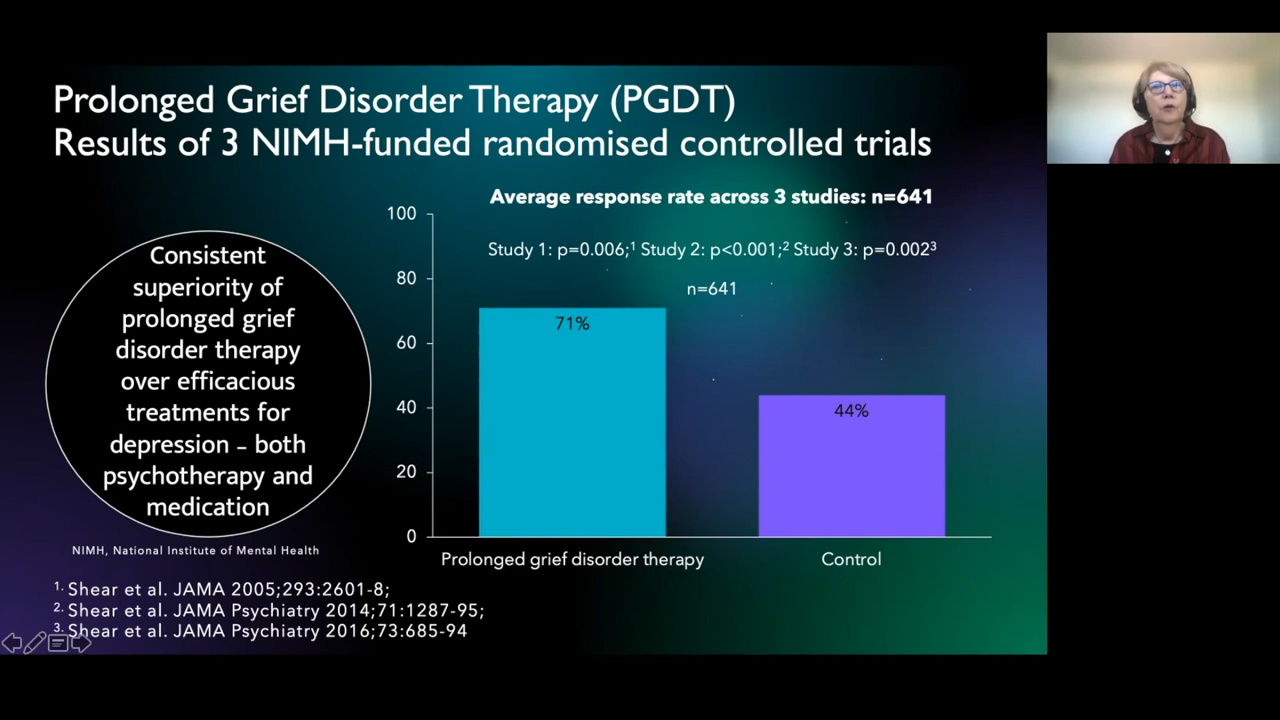 Prolonged Grief Disorder Therapy (PGDT)
Results of 3 NIMH-funded randomised controlled trials
Average response rate across 3 studies: n=641
Study 1: p=0.006;¹ Study 2: p<0.001;² Study 3: p=0.002³
n=641
Consistent
superiority of
prolonged grief
disorder therapy
over efficacious
treatments for
depression – both
psychotherapy and
medication
100
80
60
40
20
0
71%
44%
Prolonged grief disorder therapy
Control
NIMH, National Institute of Mental Health
¹· Shear et al. JAMA 2005;293:2601-8;
²· Shear et al. JAMA Psychiatry 2014;71:1287-95;
³· Shear et al. JAMA Psychiatry 2016;73:685-94